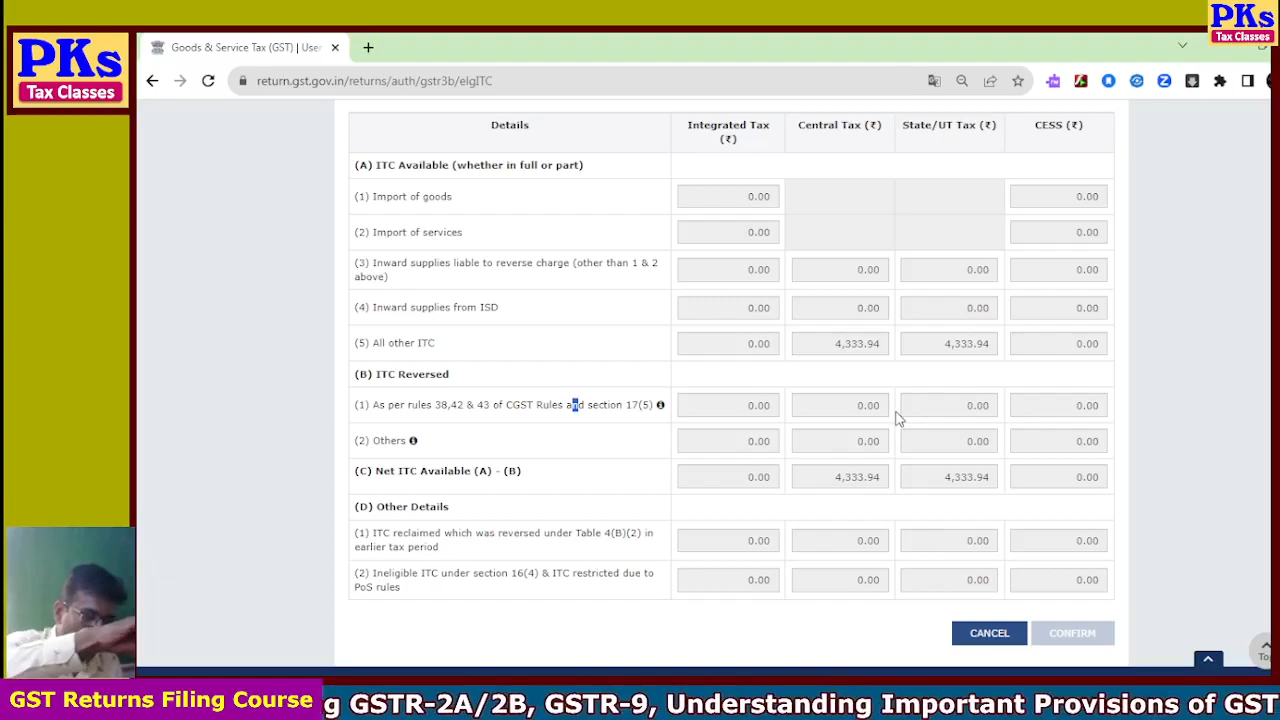 PKs
Tax Classes
PKs
Tax Classes
Goods & Service Tax (GST) | User
return.gst.gov.in/returns/auth/gstr3b/elgITC
Details
Integrated Tax (₹)
Central Tax (₹)
State/UT Tax (₹)
CESS (₹)
(A) ITC Available (whether in full or part)
(1) Import of goods 0.00 0.00
(2) Import of services 0.00 0.00
(3) Inward supplies liable to reverse charge (other than 1 & 2 above) 0.00 0.00 0.00 0.00
(4) Inward supplies from ISD 0.00 0.00 0.00 0.00
(5) All other ITC 0.00 4,333.94 4,333.94 0.00
(B) ITC Reversed
(1) As per rules 38,42 & 43 of CGST Rules and section 17(5) 0.00 0.00 0.00 0.00
(2) Others 0.00 0.00 0.00 0.00
(C) Net ITC Available (A) - (B) 0.00 4,333.94 4,333.94 0.00
(D) Other Details
(1) ITC reclaimed which was reversed under Table 4(B)(2) in earlier tax period 0.00 0.00 0.00 0.00
(2) Ineligible ITC under section 16(4) & ITC restricted due to PoS rules 0.00 0.00 0.00 0.00
CANCEL
CONFIRM
GST Returns Filing Course
g GSTR-2A/2B, GSTR-9, Understanding Important Provisions of GST